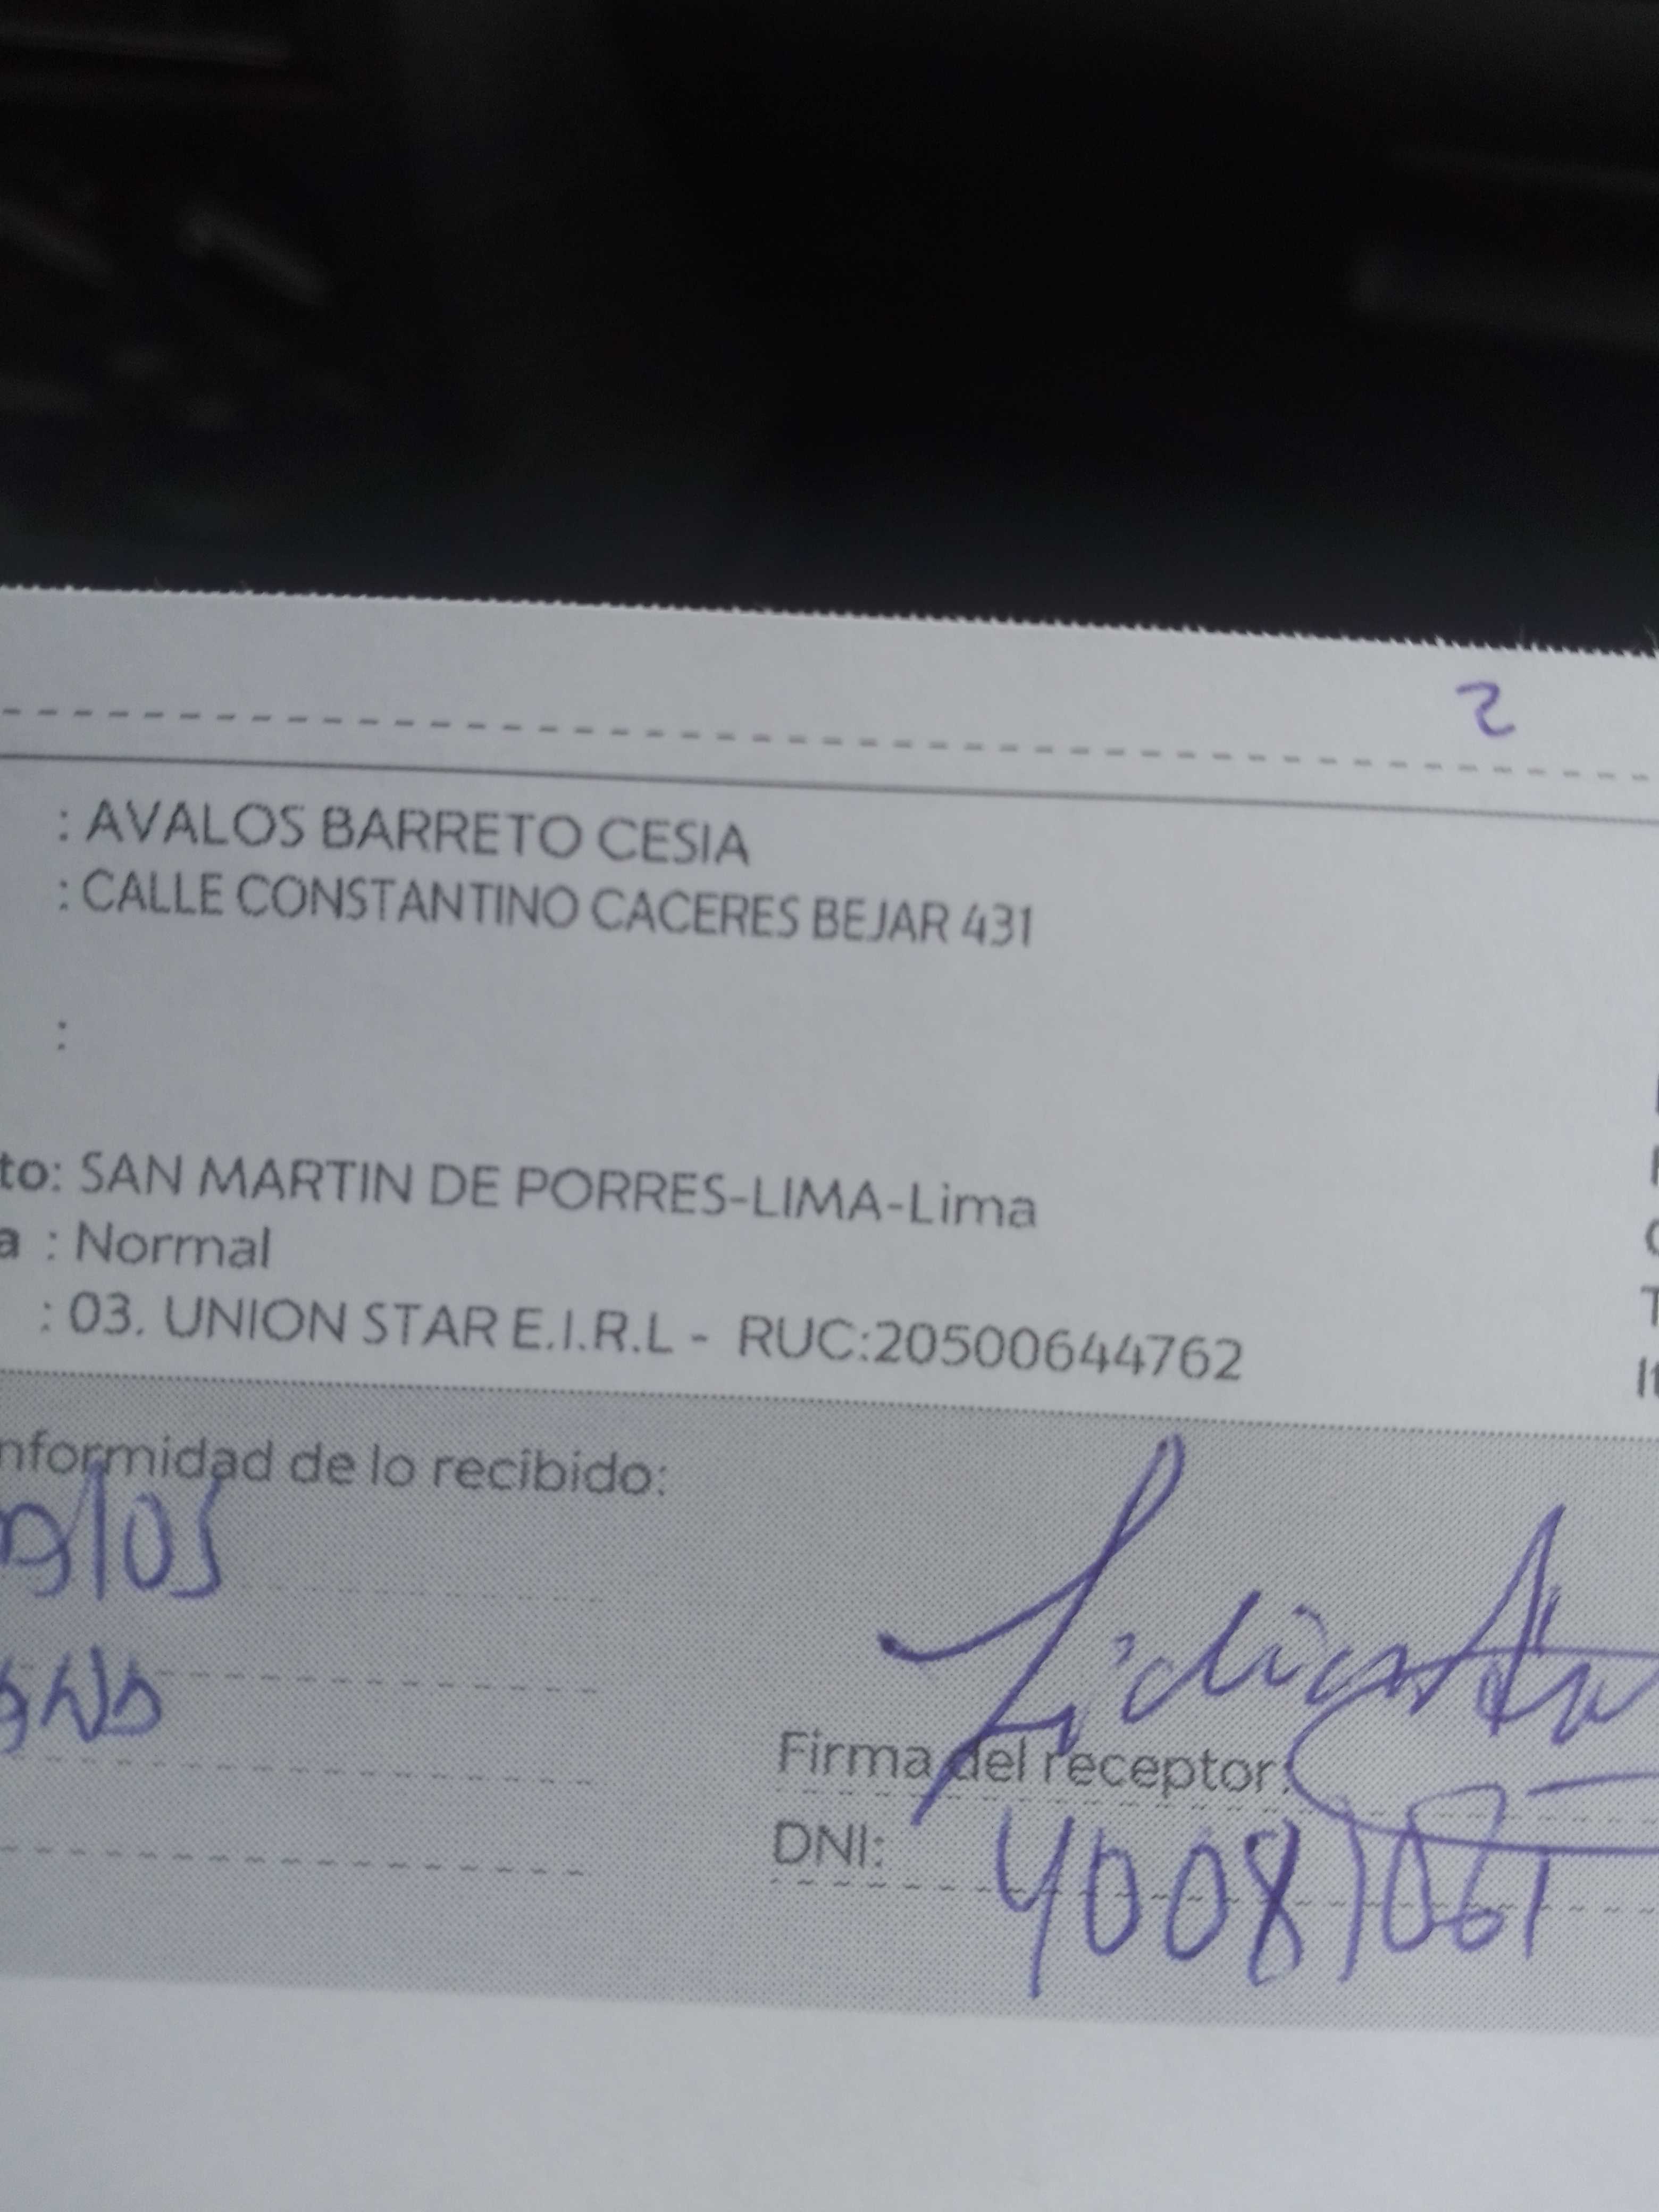 2
: AVALOS BARRETO CESIA
: CALLE CONSTANTINO CACERES BEJAR 431
:
to: SAN MARTIN DE PORRES-LIMA-Lima
a : Normal
: 03. UNION STAR E.I.R.L - RUC:20500644762
nformidad de lo recibido:
Firma del receptor:
DNI: 40081061